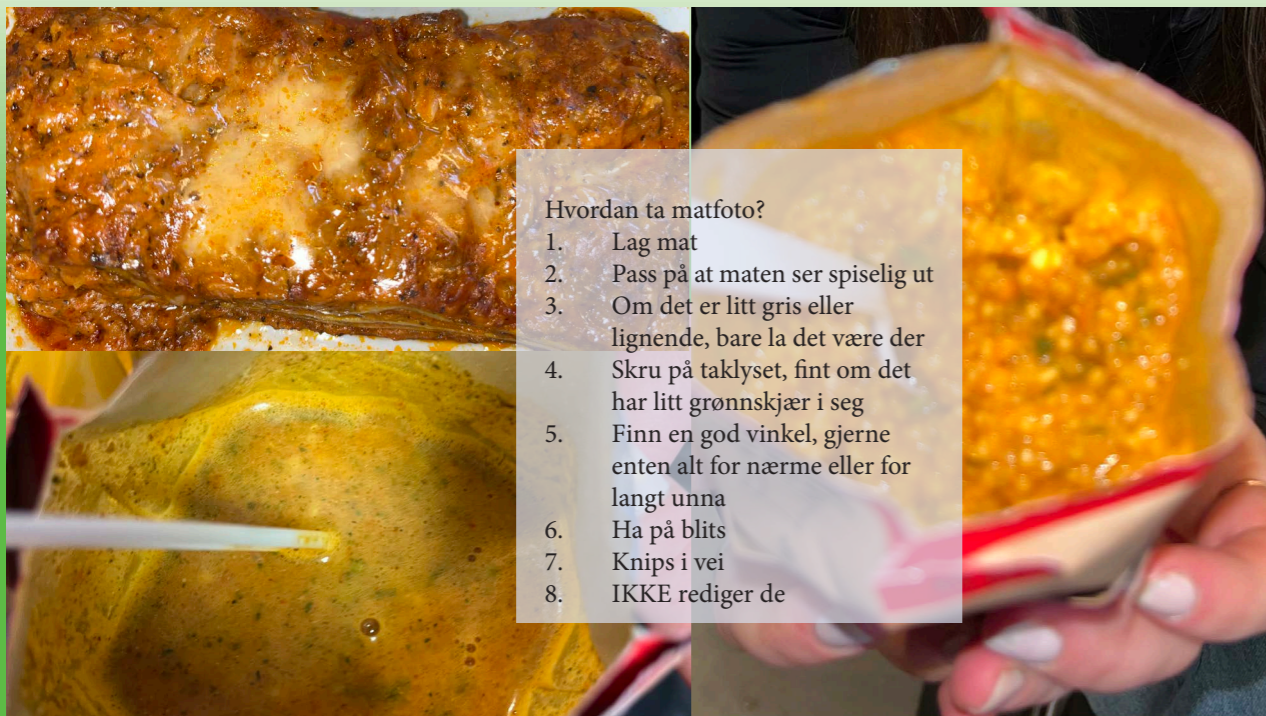 Hvordan ta matfoto?
1. Lag mat
2. Pass på at maten ser spiselig ut
3. Om det er litt gris eller
lignende, bare la det være der
4. Skru på taklyset, fint om det
har litt grønnskjær i seg
5. Finn en god vinkel, gjerne
enten alt for nærme eller for
langt unna
6. Ha på blits
7. Knips i vei
8. IKKE rediger de